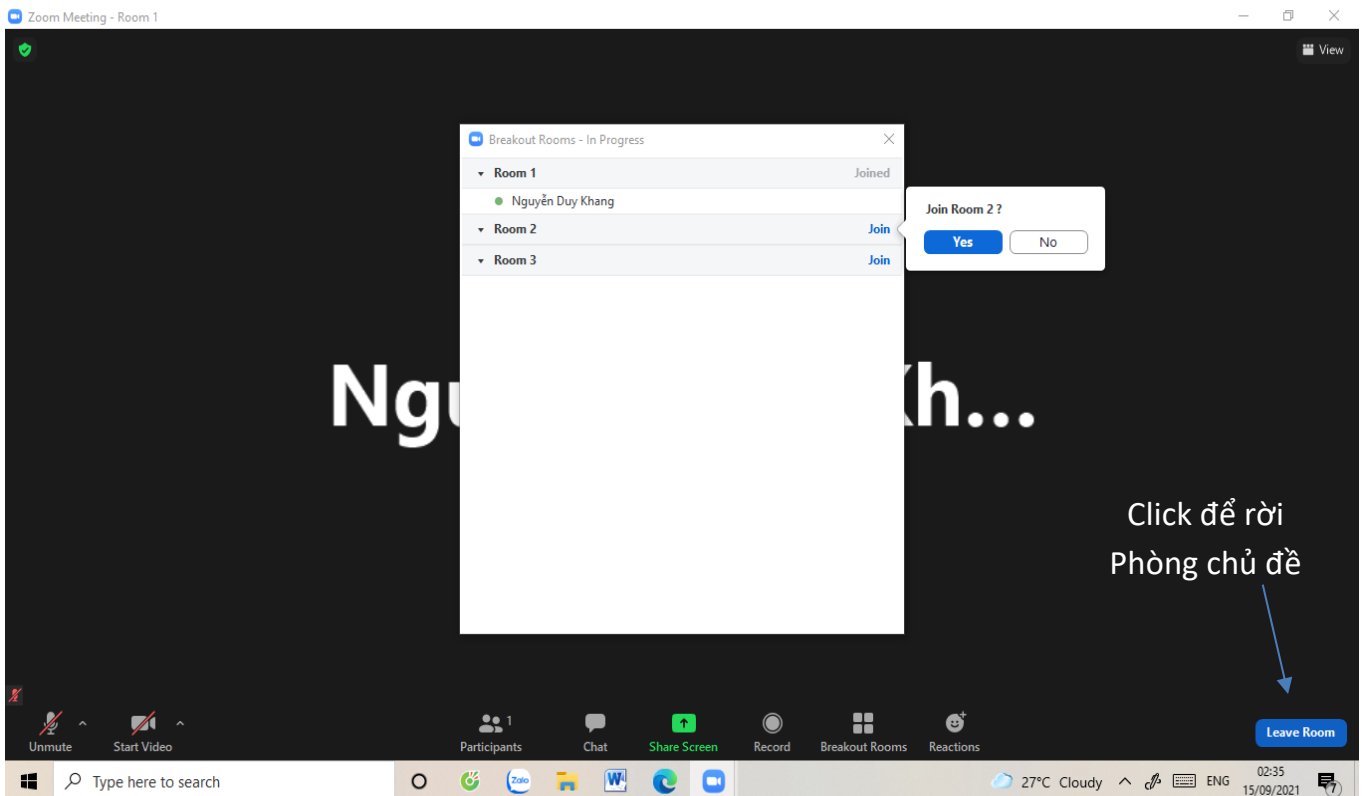 Zoom Meeting - Room 1
View
Breakout Rooms - In Progress
Room 1 Joined
Nguyễn Duy Khang
Room 2 Join
Room 3 Join
Join Room 2 ?
Yes No
h...
Click để rời
Phòng chủ đề
Unmute
Start Video
1
Participants
Chat
Share Screen
Record
Breakout Rooms
Reactions
Leave Room
Type here to search
Zalo
W
27°C Cloudy
ENG
02:35
15/09/2021
7